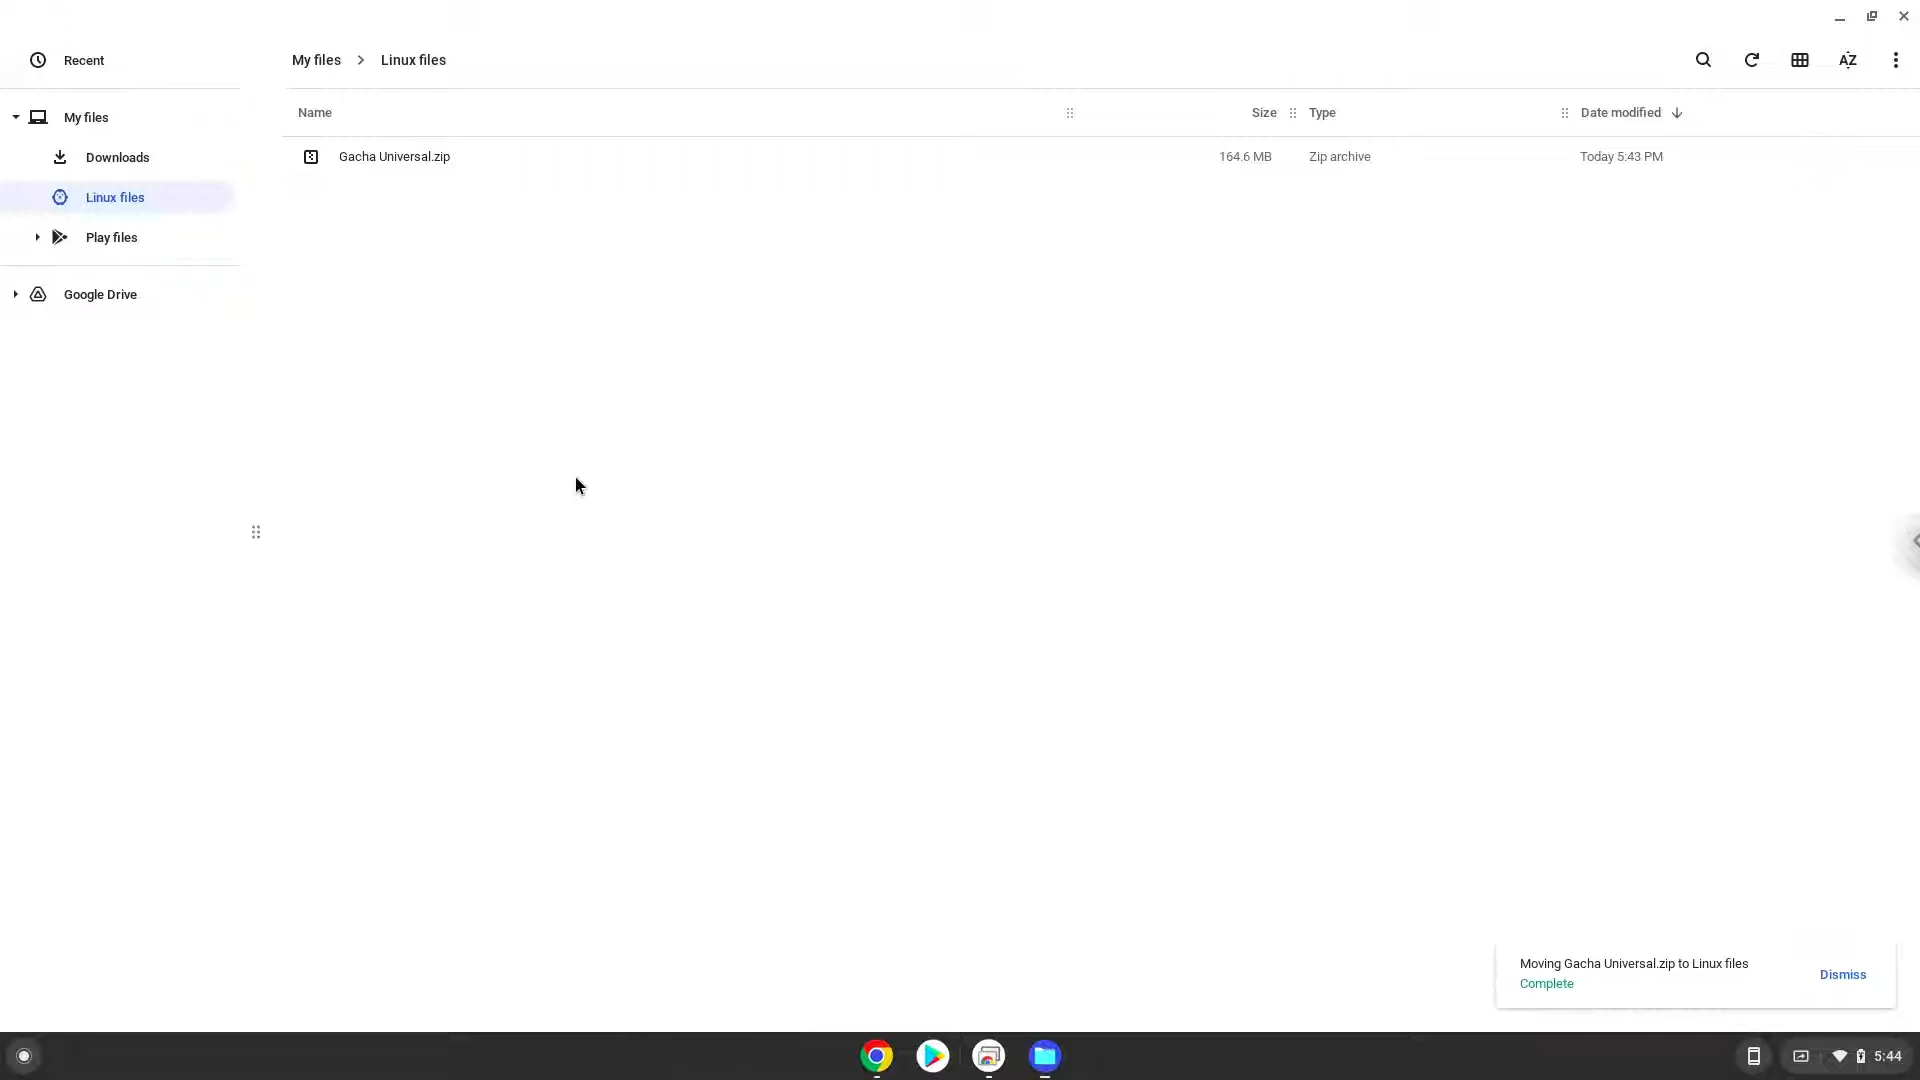 Recent
My files
Downloads
Linux files
Play files
Google Drive
My files > Linux files
AZ
Name Size Type Date modified
Gacha Universal.zip 164.6 MB Zip archive Today 5:43 PM
Moving Gacha Universal.zip to Linux files
Complete
Dismiss
5:44